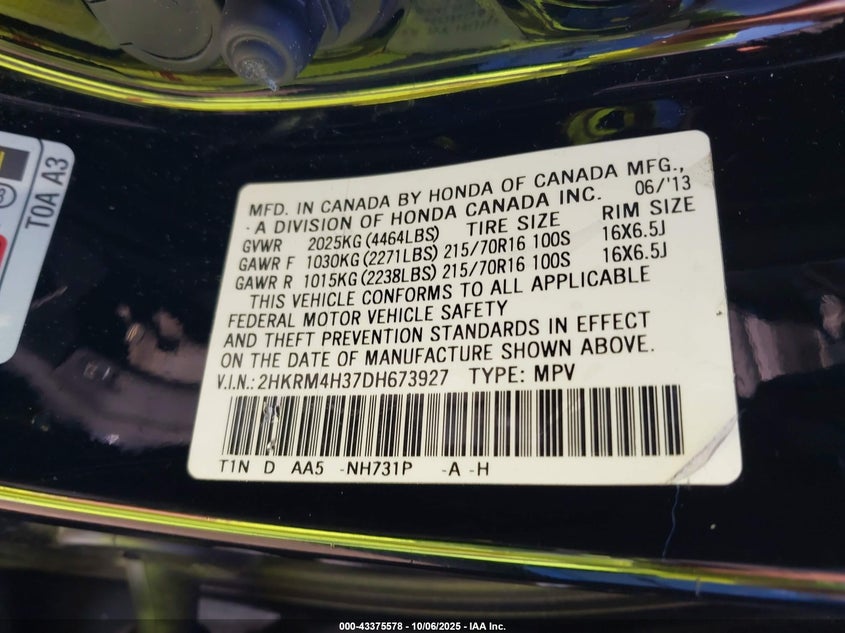 TOA A3
MFD. IN CANADA BY HONDA OF CANADA MFG.,
A DIVISION OF HONDA CANADA INC. 06/'13
GVWR 2025KG (4464LBS) TIRE SIZE RIM SIZE
GAWR F 1030KG (2271LBS) 215/70R16 100S 16X6.5J
GAWR R 1015KG (2238LBS) 215/70R16 100S 16X6.5J
THIS VEHICLE CONFORMS TO ALL APPLICABLE
FEDERAL MOTOR VEHICLE SAFETY
AND THEFT PREVENTION STANDARDS IN EFFECT
ON THE DATE OF MANUFACTURE SHOWN ABOVE.
V.I.N.: 2HKRM4H37DH673927 TYPE: MPV
T1N D AA5 -NH731P -A -H
000-43375578 - 10/06/2025 - IAA Inc.